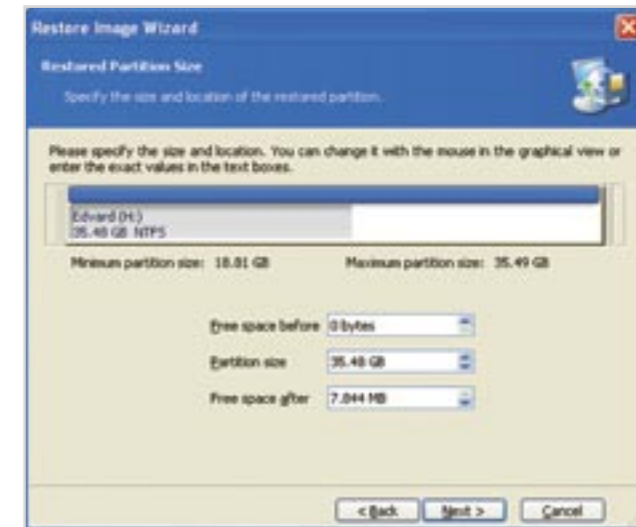 Restore Image Wizard
Restored Partition Size
Specify the size and location of the restored partition.
Please specify the size and location. You can change it with the mouse in the graphical view or
enter the exact values in the text boxes.
Edvard (H:)
35.48 GB NTFS
Minimum partition size: 18.81 GB Maximum partition size: 35.49 GB
Free space before 0 bytes
Partition size 35.48 GB
Free space after 7.844 MB
< Back Next > Cancel